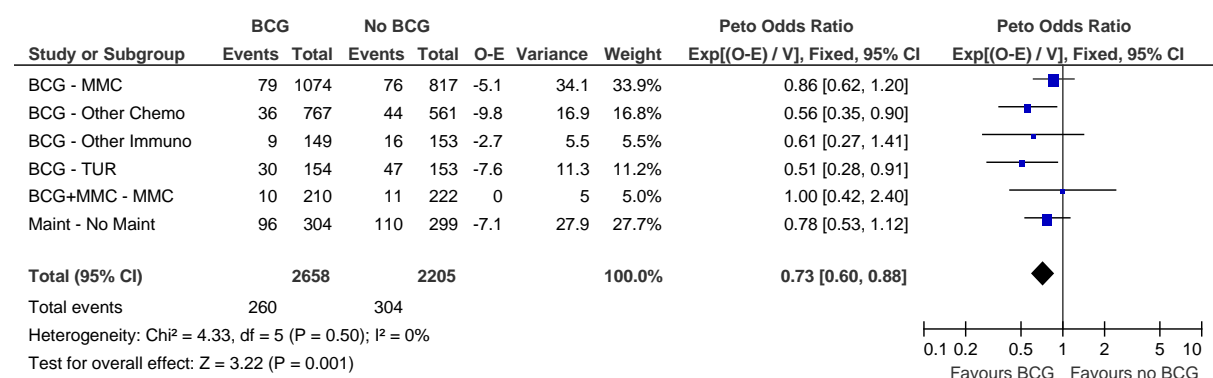 BCG No BCG Peto Odds Ratio Peto Odds Ratio
Study or Subgroup Events Total Events Total O-E Variance Weight Exp[(O-E) / V], Fixed, 95% CI Exp[(O-E) / V], Fixed, 95% CI
BCG - MMC 79 1074 76 817 -5.1 34.1 33.9% 0.86 [0.62, 1.20]
BCG - Other Chemo 36 767 44 561 -9.8 16.9 16.8% 0.56 [0.35, 0.90]
BCG - Other Immuno 9 149 16 153 -2.7 5.5 5.5% 0.61 [0.27, 1.41]
BCG - TUR 30 154 47 153 -7.6 11.3 11.2% 0.51 [0.28, 0.91]
BCG+MMC - MMC 10 210 11 222 0 5 5.0% 1.00 [0.42, 2.40]
Maint - No Maint 96 304 110 299 -7.1 27.9 27.7% 0.78 [0.53, 1.12]
Total (95% CI) 2658 2205 100.0% 0.73 [0.60, 0.88]
Total events 260 304
Heterogeneity: Chi² = 4.33, df = 5 (P = 0.50); I² = 0%
Test for overall effect: Z = 3.22 (P = 0.001)
0.1 0.2 0.5 1 2 5 10
Favours BCG Favours no BCG